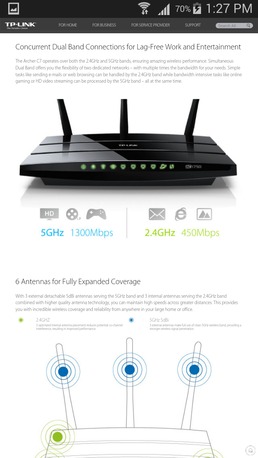 70% 1:27 PM
TP-LINK FOR HOME FOR BUSINESS FOR SERVICE PROVIDER SUPPORT
Concurrent Dual Band Connections for Lag-Free Work and Entertainment
The Archer C7 operates over both the 2.4GHz and 5GHz bands, ensuring amazing wireless performance. Simultaneous
Dual Band offers you the flexibility of two dedicated networks – with multiple times the bandwidth for your needs. Simple
tasks like sending e-mails or web browsing can be handled by the 2.4GHz band while bandwidth intensive tasks like online
gaming or HD video streaming can be processed by the 5GHz band – all at the same time.
TP-LINK
HD
5GHz 1300Mbps 2.4GHz 450Mbps
6 Antennas for Fully Expanded Coverage
With 3 external detachable 5dBi antennas serving the 5GHz band and 3 internal antennas serving the 2.4GHz band
combined with higher quality antenna technology, you can maintain high speeds across greater distances. This provides
you with incredible wireless coverage and reliability from anywhere in your large home or office.
2.4GHZ 5GHz 5dBi